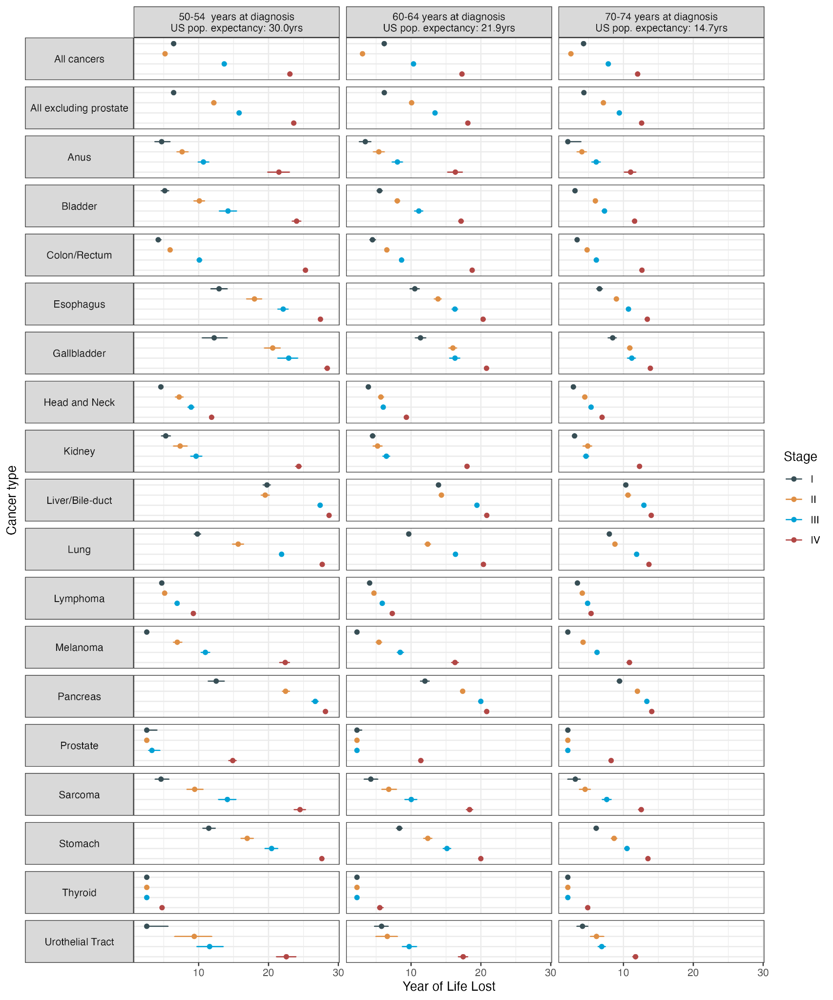 50-54  years at diagnosis
US pop. expectancy: 30.0yrs
60-64 years at diagnosis
US pop. expectancy: 21.9yrs
70-74 years at diagnosis
US pop. expectancy: 14.7yrs
All cancers
All excluding prostate
Anus
Bladder
Colon/Rectum
Esophagus
Gallbladder
Head and Neck
Kidney
Liver/Bile-duct
Lung
Lymphoma
Melanoma
Pancreas
Prostate
Sarcoma
Stomach
Thyroid
Urothelial Tract
Cancer type
10 20 30 10 20 30 10 20 30
Year of Life Lost
Stage
I
II
III
IV